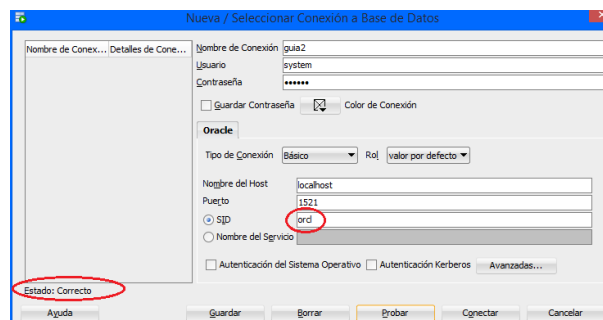 Nueva / Seleccionar Conexión a Base de Datos
Nombre de Conex... Detalles de Cone...
Nombre de Conexión guia2
Usuario system
Contraseña ••••••
Guardar Contraseña Color de Conexión
Oracle
Tipo de Conexión Básico Rol valor por defecto
Nombre del Host localhost
Puerto 1521
SID orcl
Nombre del Servicio
Autenticación del Sistema Operativo Autenticación Kerberos Avanzadas...
Estado: Correcto
Ayuda Guardar Borrar Probar Conectar Cancelar